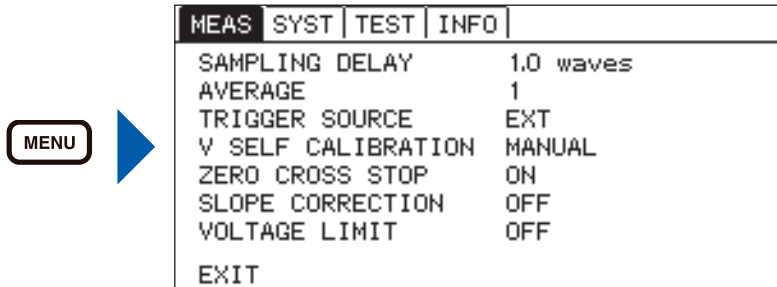 MENU
MEAS SYST TEST INFO
SAMPLING DELAY 1.0 waves
AVERAGE 1
TRIGGER SOURCE EXT
V SELF CALIBRATION MANUAL
ZERO CROSS STOP ON
SLOPE CORRECTION OFF
VOLTAGE LIMIT OFF
EXIT